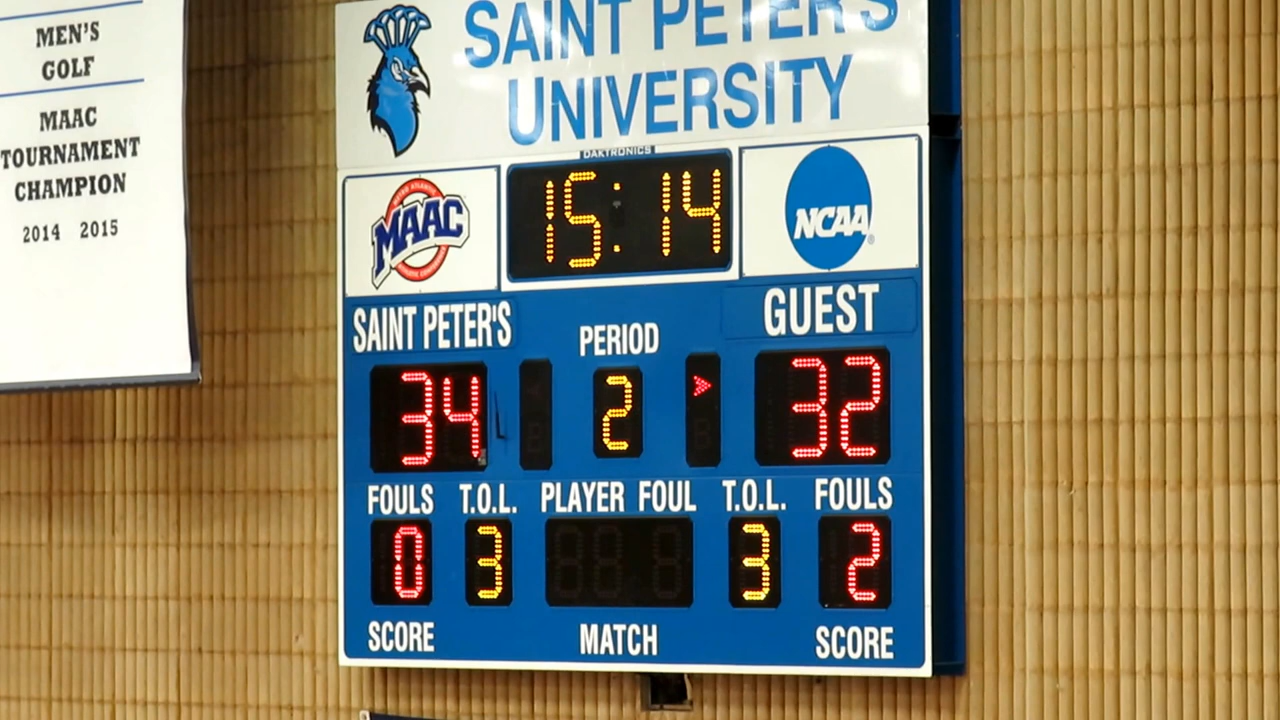 MEN'S
GOLF
MAAC
TOURNAMENT
CHAMPION
2014 2015
SAINT PETER'S
UNIVERSITY
DAKTRONICS
MAAC
15:14
NCAA
SAINT PETER'S
PERIOD
GUEST
34
2
32
FOULS T.O.L. PLAYER FOUL T.O.L. FOULS
0 3 3 2
SCORE MATCH SCORE